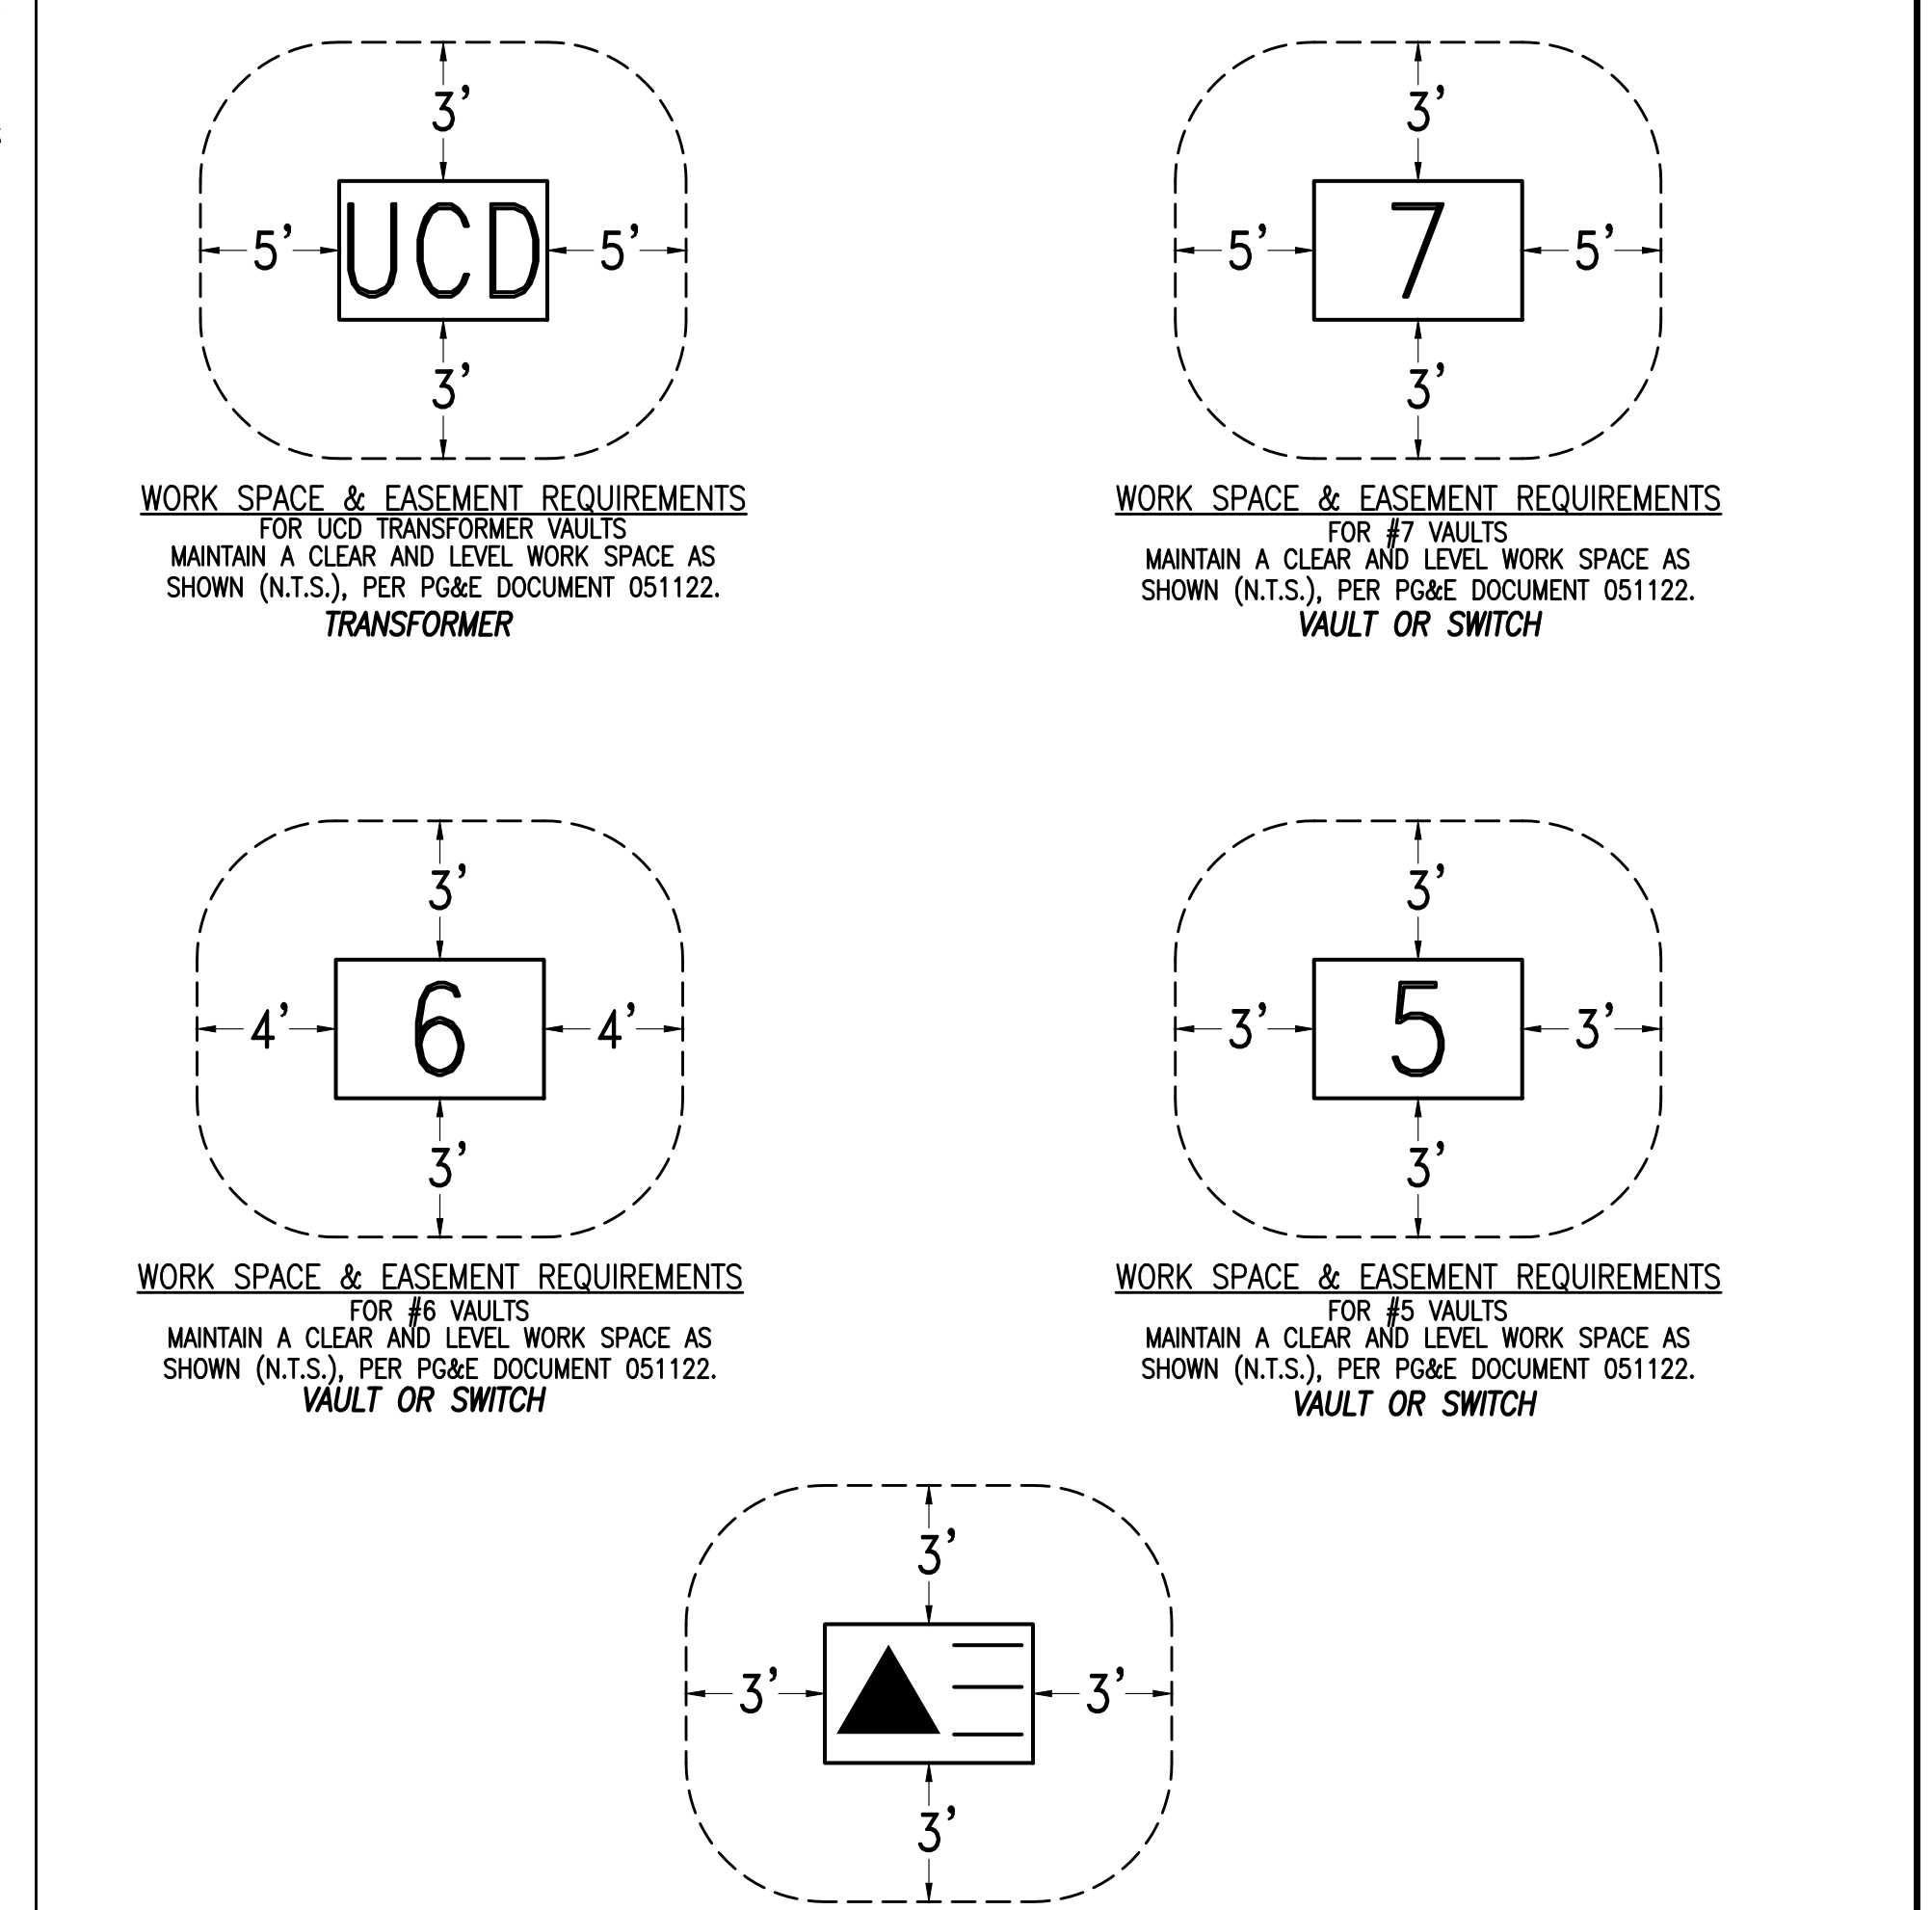 3'
5'
UCD
5'
3'
WORK SPACE & EASEMENT REQUIREMENTS
FOR UCD TRANSFORMER VAULTS
MAINTAIN A CLEAR AND LEVEL WORK SPACE AS
SHOWN (N.T.S.), PER PG&E DOCUMENT 051122.
TRANSFORMER
3'
5'
7
5'
3'
WORK SPACE & EASEMENT REQUIREMENTS
FOR #7 VAULTS
MAINTAIN A CLEAR AND LEVEL WORK SPACE AS
SHOWN (N.T.S.), PER PG&E DOCUMENT 051122.
VAULT OR SWITCH
3'
4'
6
4'
3'
WORK SPACE & EASEMENT REQUIREMENTS
FOR #6 VAULTS
MAINTAIN A CLEAR AND LEVEL WORK SPACE AS
SHOWN (N.T.S.), PER PG&E DOCUMENT 051122.
VAULT OR SWITCH
3'
3'
5
3'
3'
WORK SPACE & EASEMENT REQUIREMENTS
FOR #5 VAULTS
MAINTAIN A CLEAR AND LEVEL WORK SPACE AS
SHOWN (N.T.S.), PER PG&E DOCUMENT 051122.
VAULT OR SWITCH
3'
3'
3'
3'